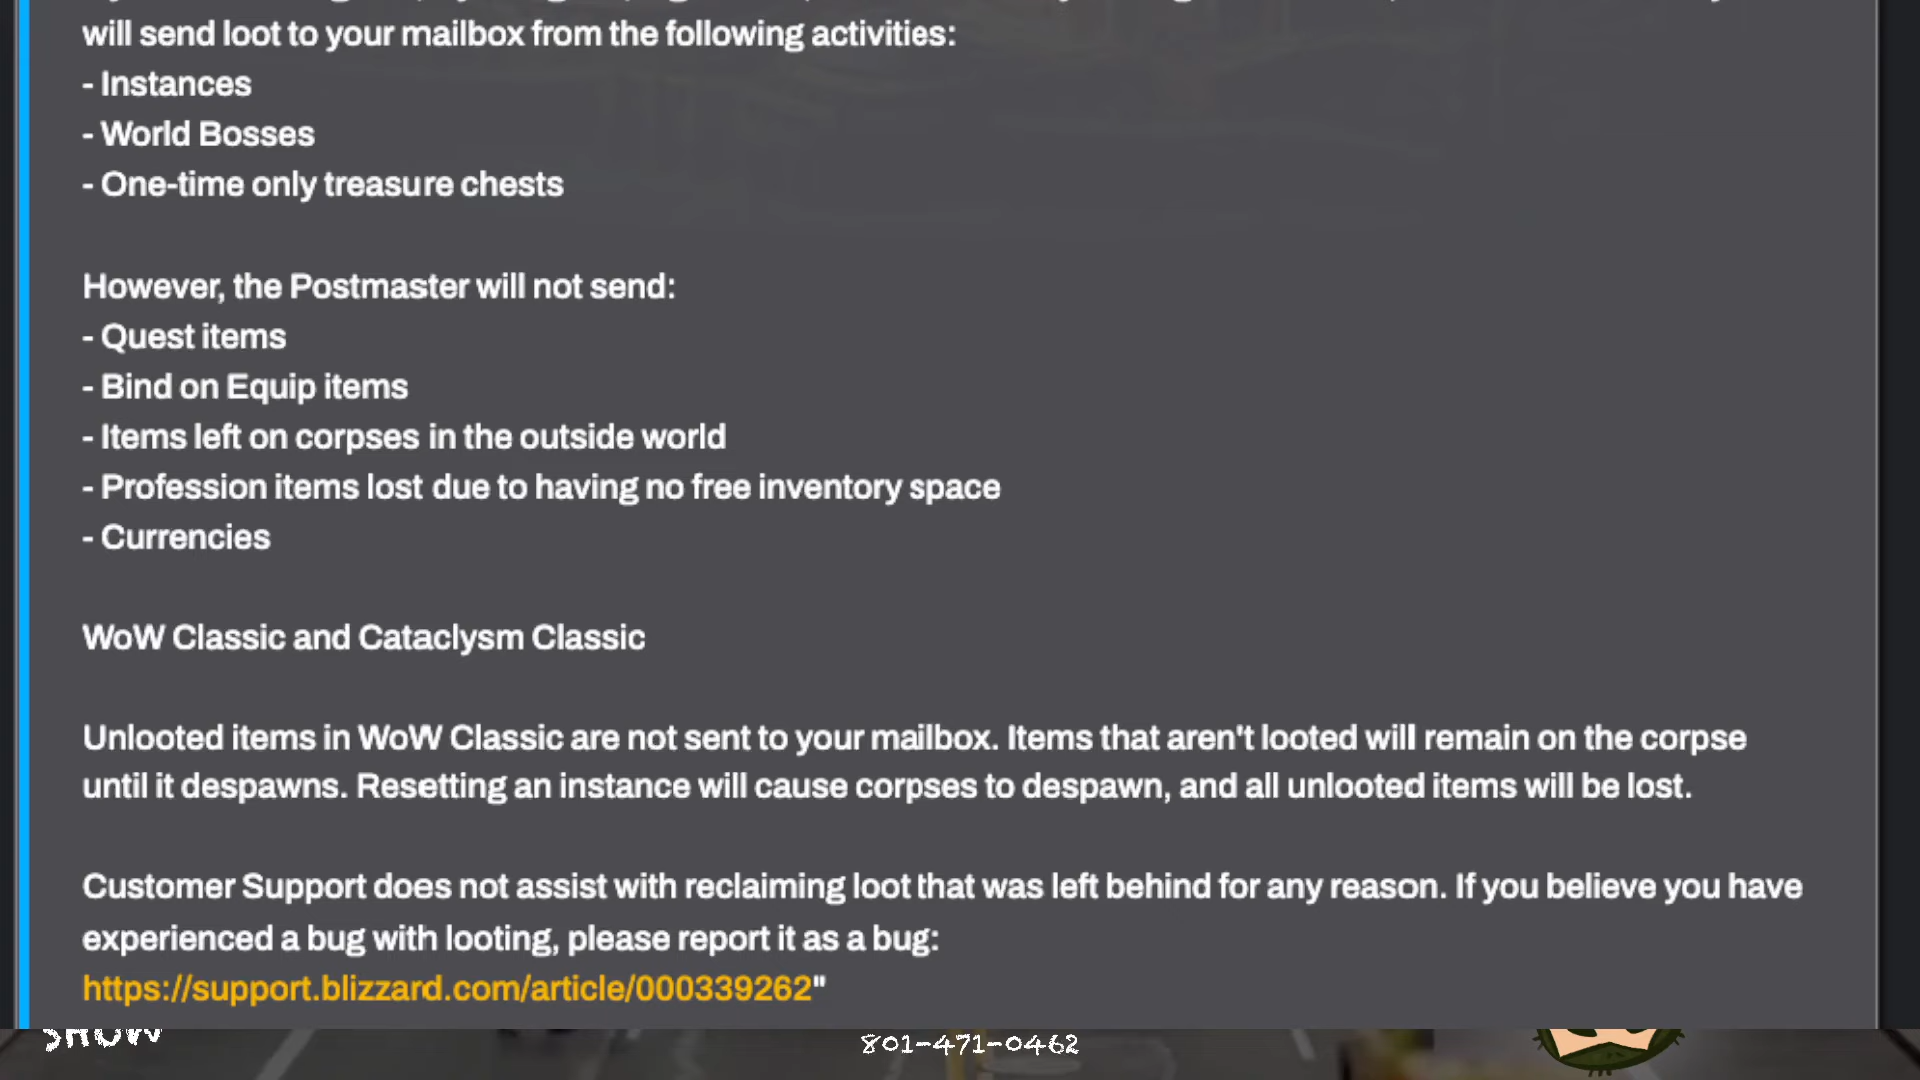 will send loot to your mailbox from the following activities:
- Instances
- World Bosses
- One-time only treasure chests
However, the Postmaster will not send:
- Quest items
- Bind on Equip items
- Items left on corpses in the outside world
- Profession items lost due to having no free inventory space
- Currencies
WoW Classic and Cataclysm Classic
Unlooted items in WoW Classic are not sent to your mailbox. Items that aren't looted will remain on the corpse
until it despawns. Resetting an instance will cause corpses to despawn, and all unlooted items will be lost.
Customer Support does not assist with reclaiming loot that was left behind for any reason. If you believe you have
experienced a bug with looting, please report it as a bug:
https://support.blizzard.com/article/000339262"
SHOW
801-471-0462